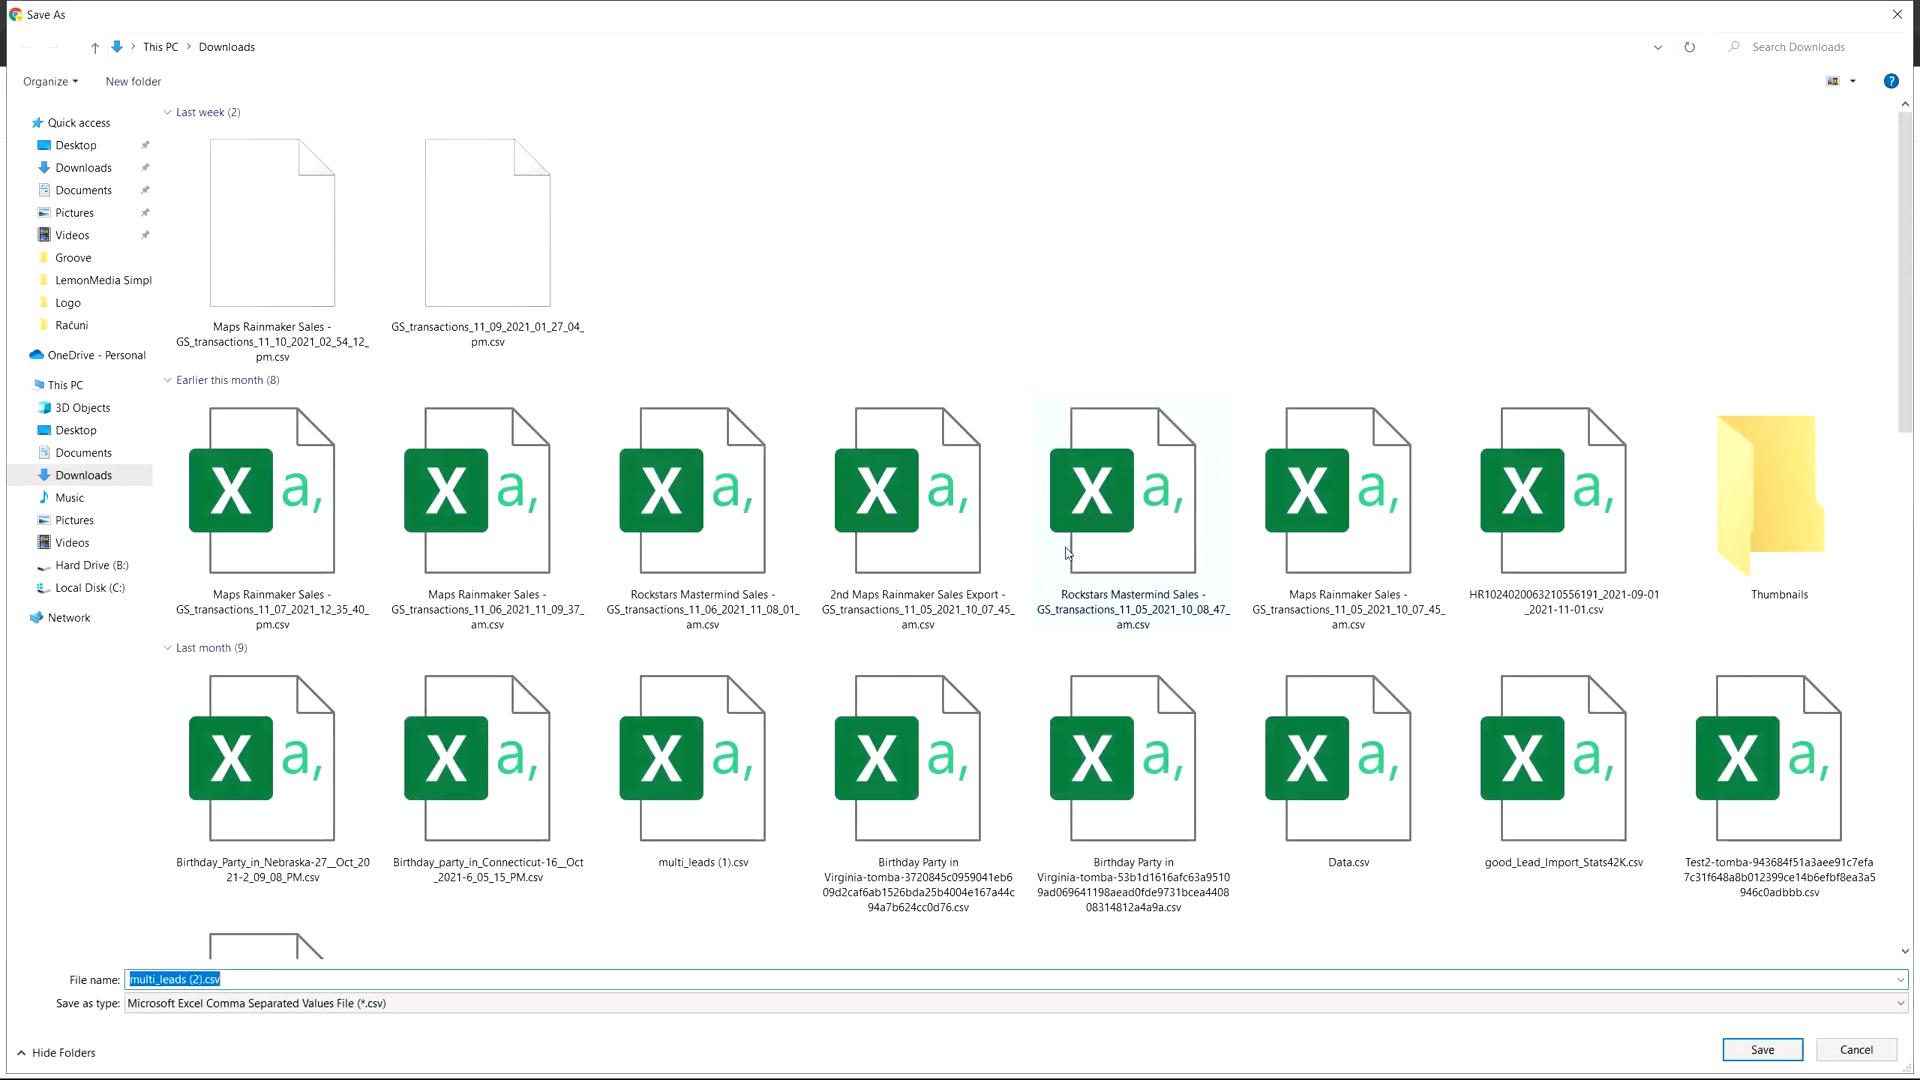 Save As
This PC > Downloads
Search Downloads
Organize
New folder
?
Quick access
Desktop
Downloads
Documents
Pictures
Videos
Groove
LemonMedia Simpl
Logo
Računi
OneDrive - Personal
This PC
3D Objects
Desktop
Documents
Downloads
Music
Pictures
Videos
Hard Drive (B:)
Local Disk (C:)
Network
Last week (2)
Maps Rainmaker Sales -
GS_transactions_11_10_2021_02_54_12_
pm.csv
GS_transactions_11_09_2021_01_27_04_
pm.csv
Earlier this month (8)
X a,
X a,
X a,
X a,
X a,
X a,
X a,
Maps Rainmaker Sales -
GS_transactions_11_07_2021_12_35_40_
pm.csv
Maps Rainmaker Sales -
GS_transactions_11_06_2021_11_09_37_
am.csv
Rockstars Mastermind Sales -
GS_transactions_11_06_2021_11_08_01_
am.csv
2nd Maps Rainmaker Sales Export -
GS_transactions_11_05_2021_10_07_45_
am.csv
Rockstars Mastermind Sales -
GS_transactions_11_05_2021_10_08_47_
am.csv
Maps Rainmaker Sales -
GS_transactions_11_05_2021_10_07_45_
am.csv
HR1024020063210556191_2021-09-01
_2021-11-01.csv
Thumbnails
Last month (9)
X a,
X a,
X a,
X a,
X a,
X a,
X a,
X a,
Birthday_Party_in_Nebraska-27__Oct_20
21-2_09_08_PM.csv
Birthday_party_in_Connecticut-16__Oct
_2021-6_05_15_PM.csv
multi_leads (1).csv
Birthday Party in
Virginia-tomba-3720845c0959041eb6
09d2caf6ab1526bda25b4004e167a44c
94a7b624cc0d76.csv
Birthday Party in
Virginia-tomba-53b1d1616afc63a9510
9ad069641198aead0fde9731bcea4408
08314812a4a9a.csv
Data.csv
good_Lead_Import_Stats42K.csv
Test2-tomba-943684f51a3aee91c7efa
7c31f648a8b012399ce14b6efbf8ea3a5
946c0adbbb.csv
File name: multi_leads (2).csv
Save as type: Microsoft Excel Comma Separated Values File (*.csv)
Hide Folders
Save
Cancel